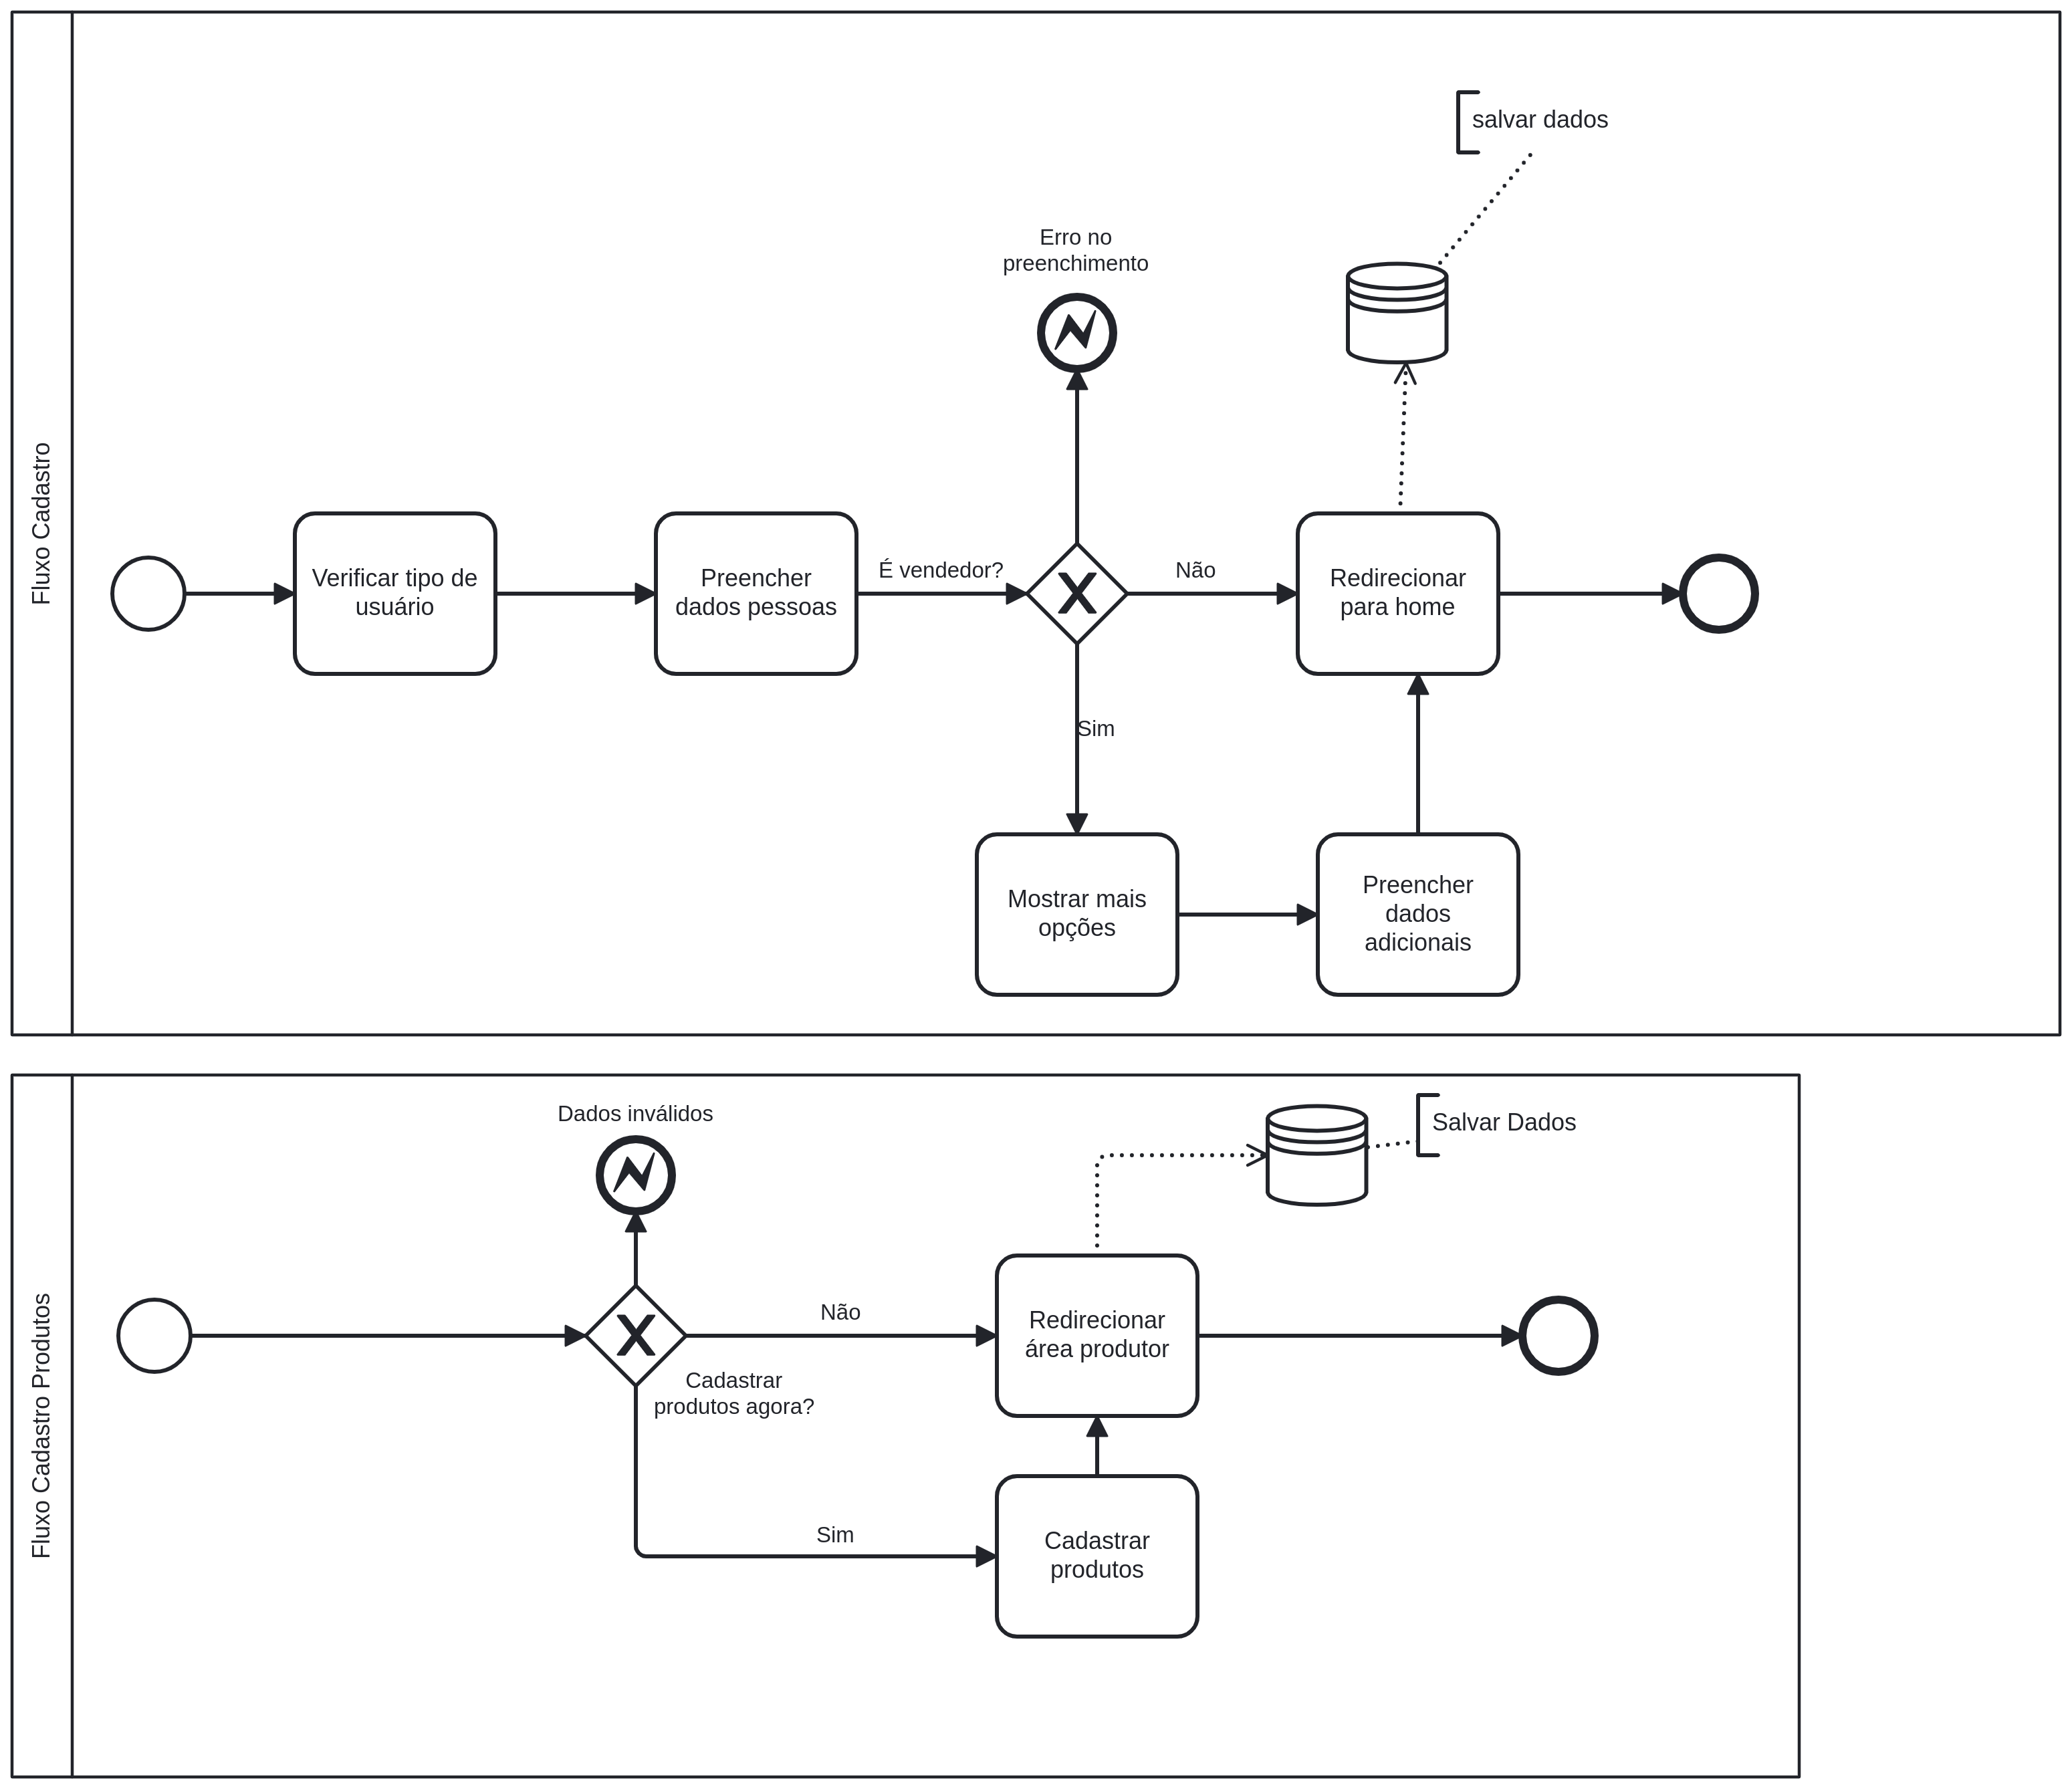 Fluxo Cadastro
salvar dados
Erro no
preenchimento
Verificar tipo de
usuário
Preencher
dados pessoas
É vendedor?
Não
Redirecionar
para home
Sim
Mostrar mais
opções
Preencher
dados
adicionais
Fluxo Cadastro Produtos
Dados inválidos
Salvar Dados
Não
Redirecionar
área produtor
Cadastrar
produtos agora?
Sim
Cadastrar
produtos